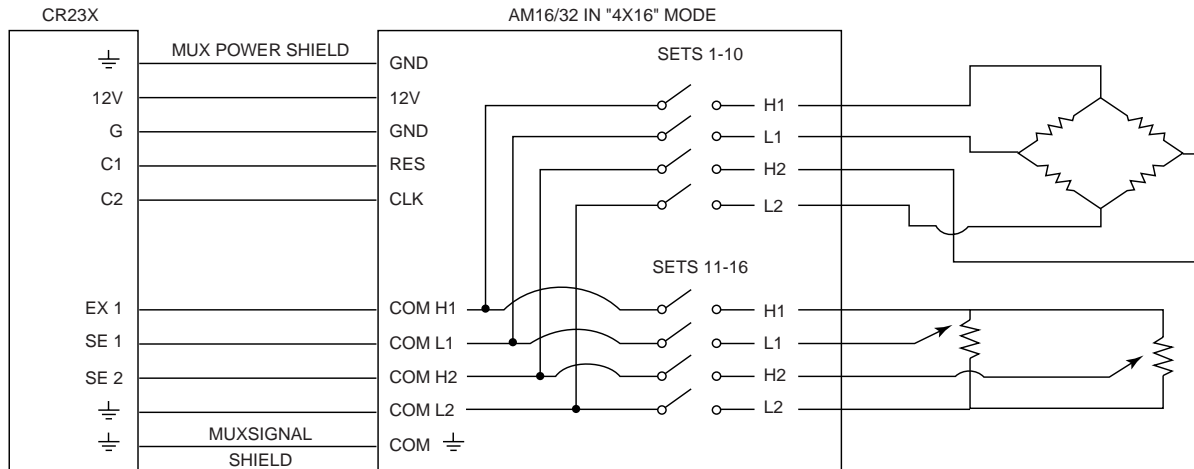 CR23X
AM16/32 IN "4X16" MODE
MUX POWER SHIELD
GND
SETS 1-10
12V
12V
H1
G
GND
L1
C1
RES
H2
C2
CLK
L2
SETS 11-16
EX 1
COM H1
H1
SE 1
COM L1
L1
SE 2
COM H2
H2
COM L2
L2
MUXSIGNAL
SHIELD
COM